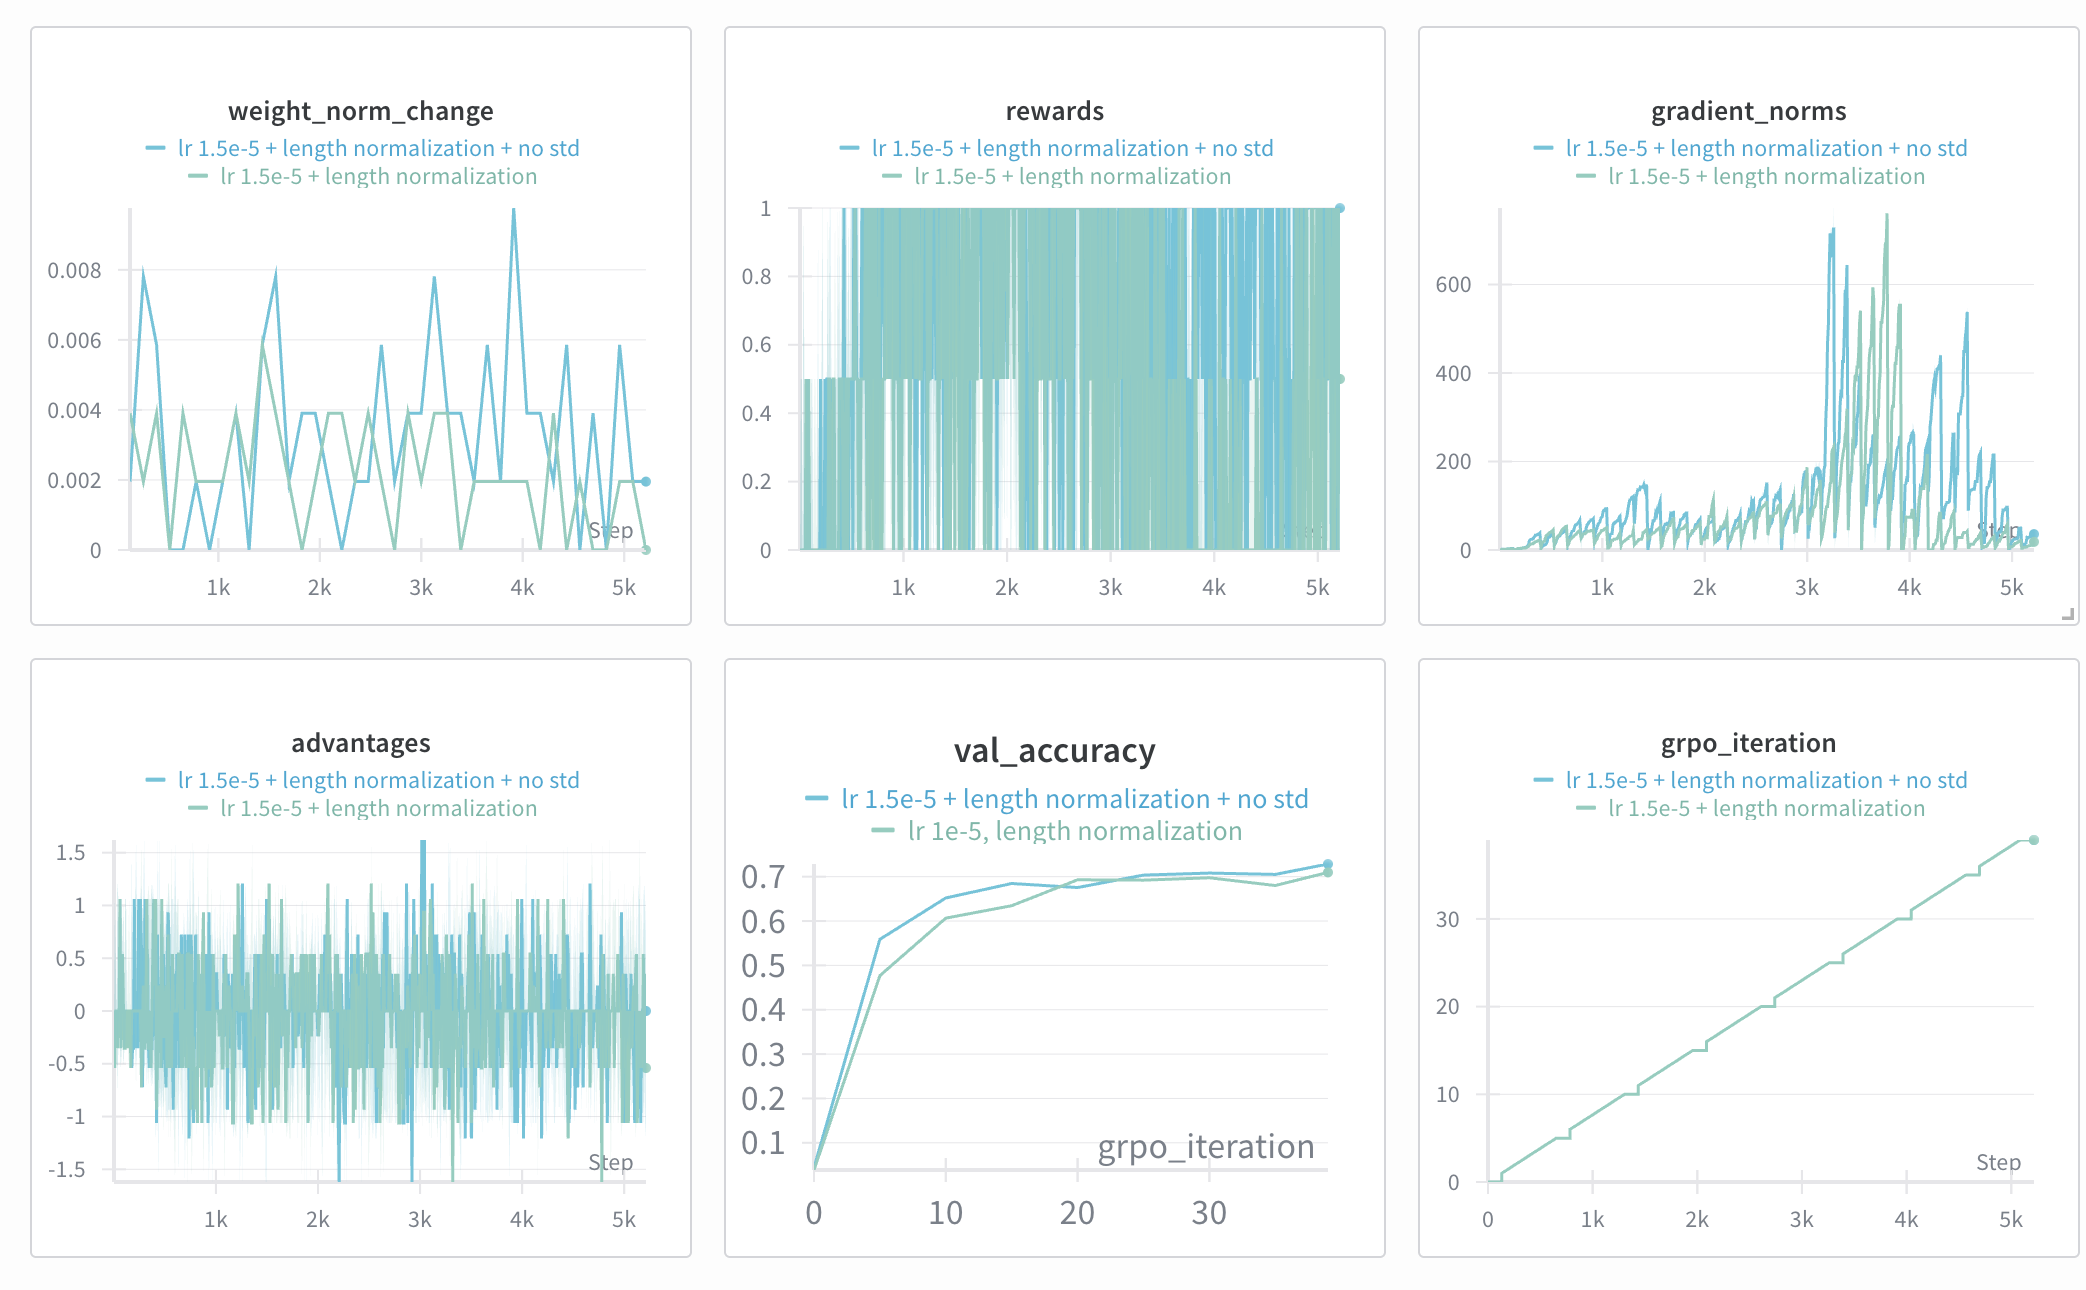 weight_norm_change
lr 1.5e-5 + length normalization + no std
lr 1.5e-5 + length normalization
0.008
0.006
0.004
0.002
0
Step
1k 2k 3k 4k 5k
rewards
lr 1.5e-5 + length normalization + no std
lr 1.5e-5 + length normalization
1
0.8
0.6
0.4
0.2
0
Step
1k 2k 3k 4k 5k
gradient_norms
lr 1.5e-5 + length normalization + no std
lr 1.5e-5 + length normalization
600
400
200
0
Step
1k 2k 3k 4k 5k
advantages
lr 1.5e-5 + length normalization + no std
lr 1.5e-5 + length normalization
1.5
1
0.5
0
-0.5
-1
-1.5
Step
1k 2k 3k 4k 5k
val_accuracy
lr 1.5e-5 + length normalization + no std
lr 1e-5, length normalization
0.7
0.6
0.5
0.4
0.3
0.2
0.1
grpo_iteration
0 10 20 30
grpo_iteration
lr 1.5e-5 + length normalization + no std
lr 1.5e-5 + length normalization
30
20
10
0
Step
0 1k 2k 3k 4k 5k